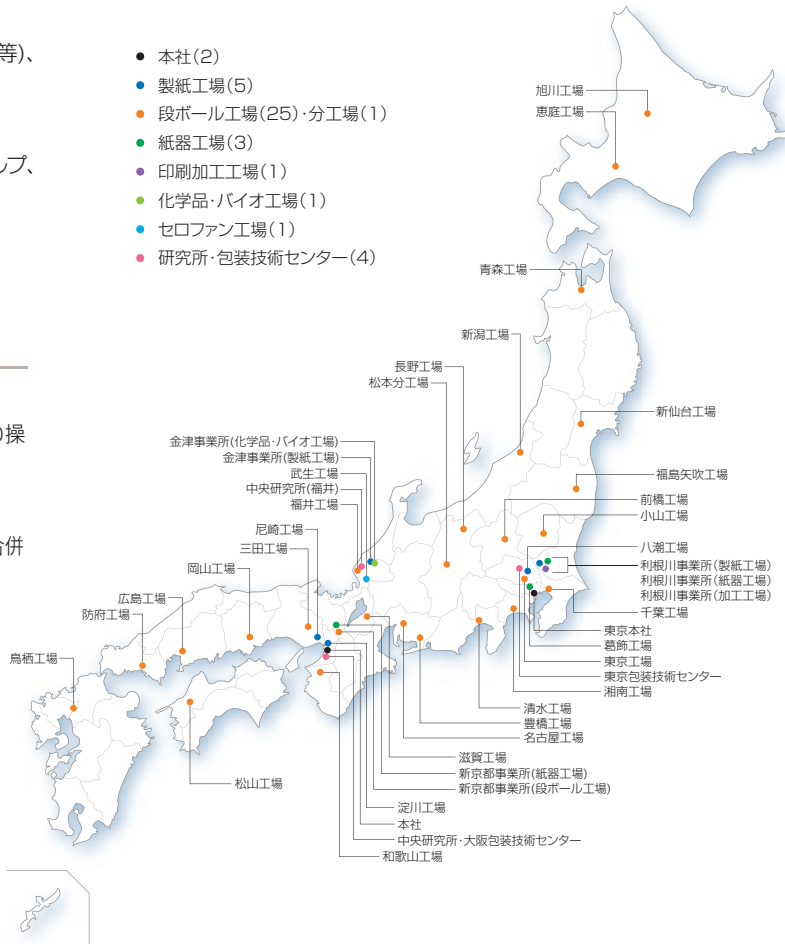 等)、
ルプ、
の操
合併
本社(2)
製紙工場(5)
段ボール工場(25)・分工場(1)
紙器工場(3)
印刷加工工場(1)
化学品・バイオ工場(1)
セロファン工場(1)
研究所・包装技術センター(4)
旭川工場
恵庭工場
青森工場
新潟工場
長野工場
松本分工場
新仙台工場
福島矢吹工場
前橋工場
小山工場
八潮工場
利根川事業所(製紙工場)
利根川事業所(紙器工場)
利根川事業所(加工工場)
千葉工場
東京本社
葛飾工場
東京工場
東京包装技術センター
湘南工場
清水工場
豊橋工場
名古屋工場
滋賀工場
新京都事業所(紙器工場)
新京都事業所(段ボール工場)
淀川工場
本社
中央研究所・大阪包装技術センター
和歌山工場
金津事業所(化学品・バイオ工場)
金津事業所(製紙工場)
武生工場
中央研究所(福井)
福井工場
尼崎工場
三田工場
岡山工場
広島工場
防府工場
鳥栖工場
松山工場